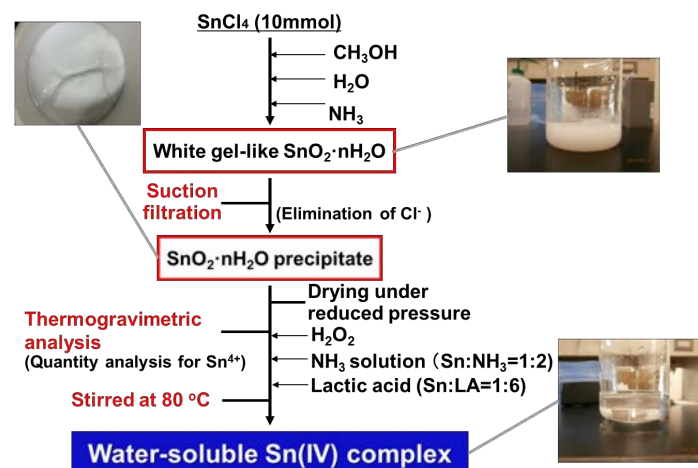 SnCl₄ (10mmol)
CH₃OH
H₂O
NH₃
White gel-like SnO₂·nH₂O
Suction
filtration
(Elimination of Cl⁻ )
SnO₂·nH₂O precipitate
Drying under
reduced pressure
Thermogravimetric
analysis
(Quantity analysis for Sn⁴⁺)
H₂O₂
NH₃ solution（Sn:NH₃=1:2)
Lactic acid (Sn:LA=1:6)
Stirred at 80 ºC
Water-soluble Sn(IV) complex